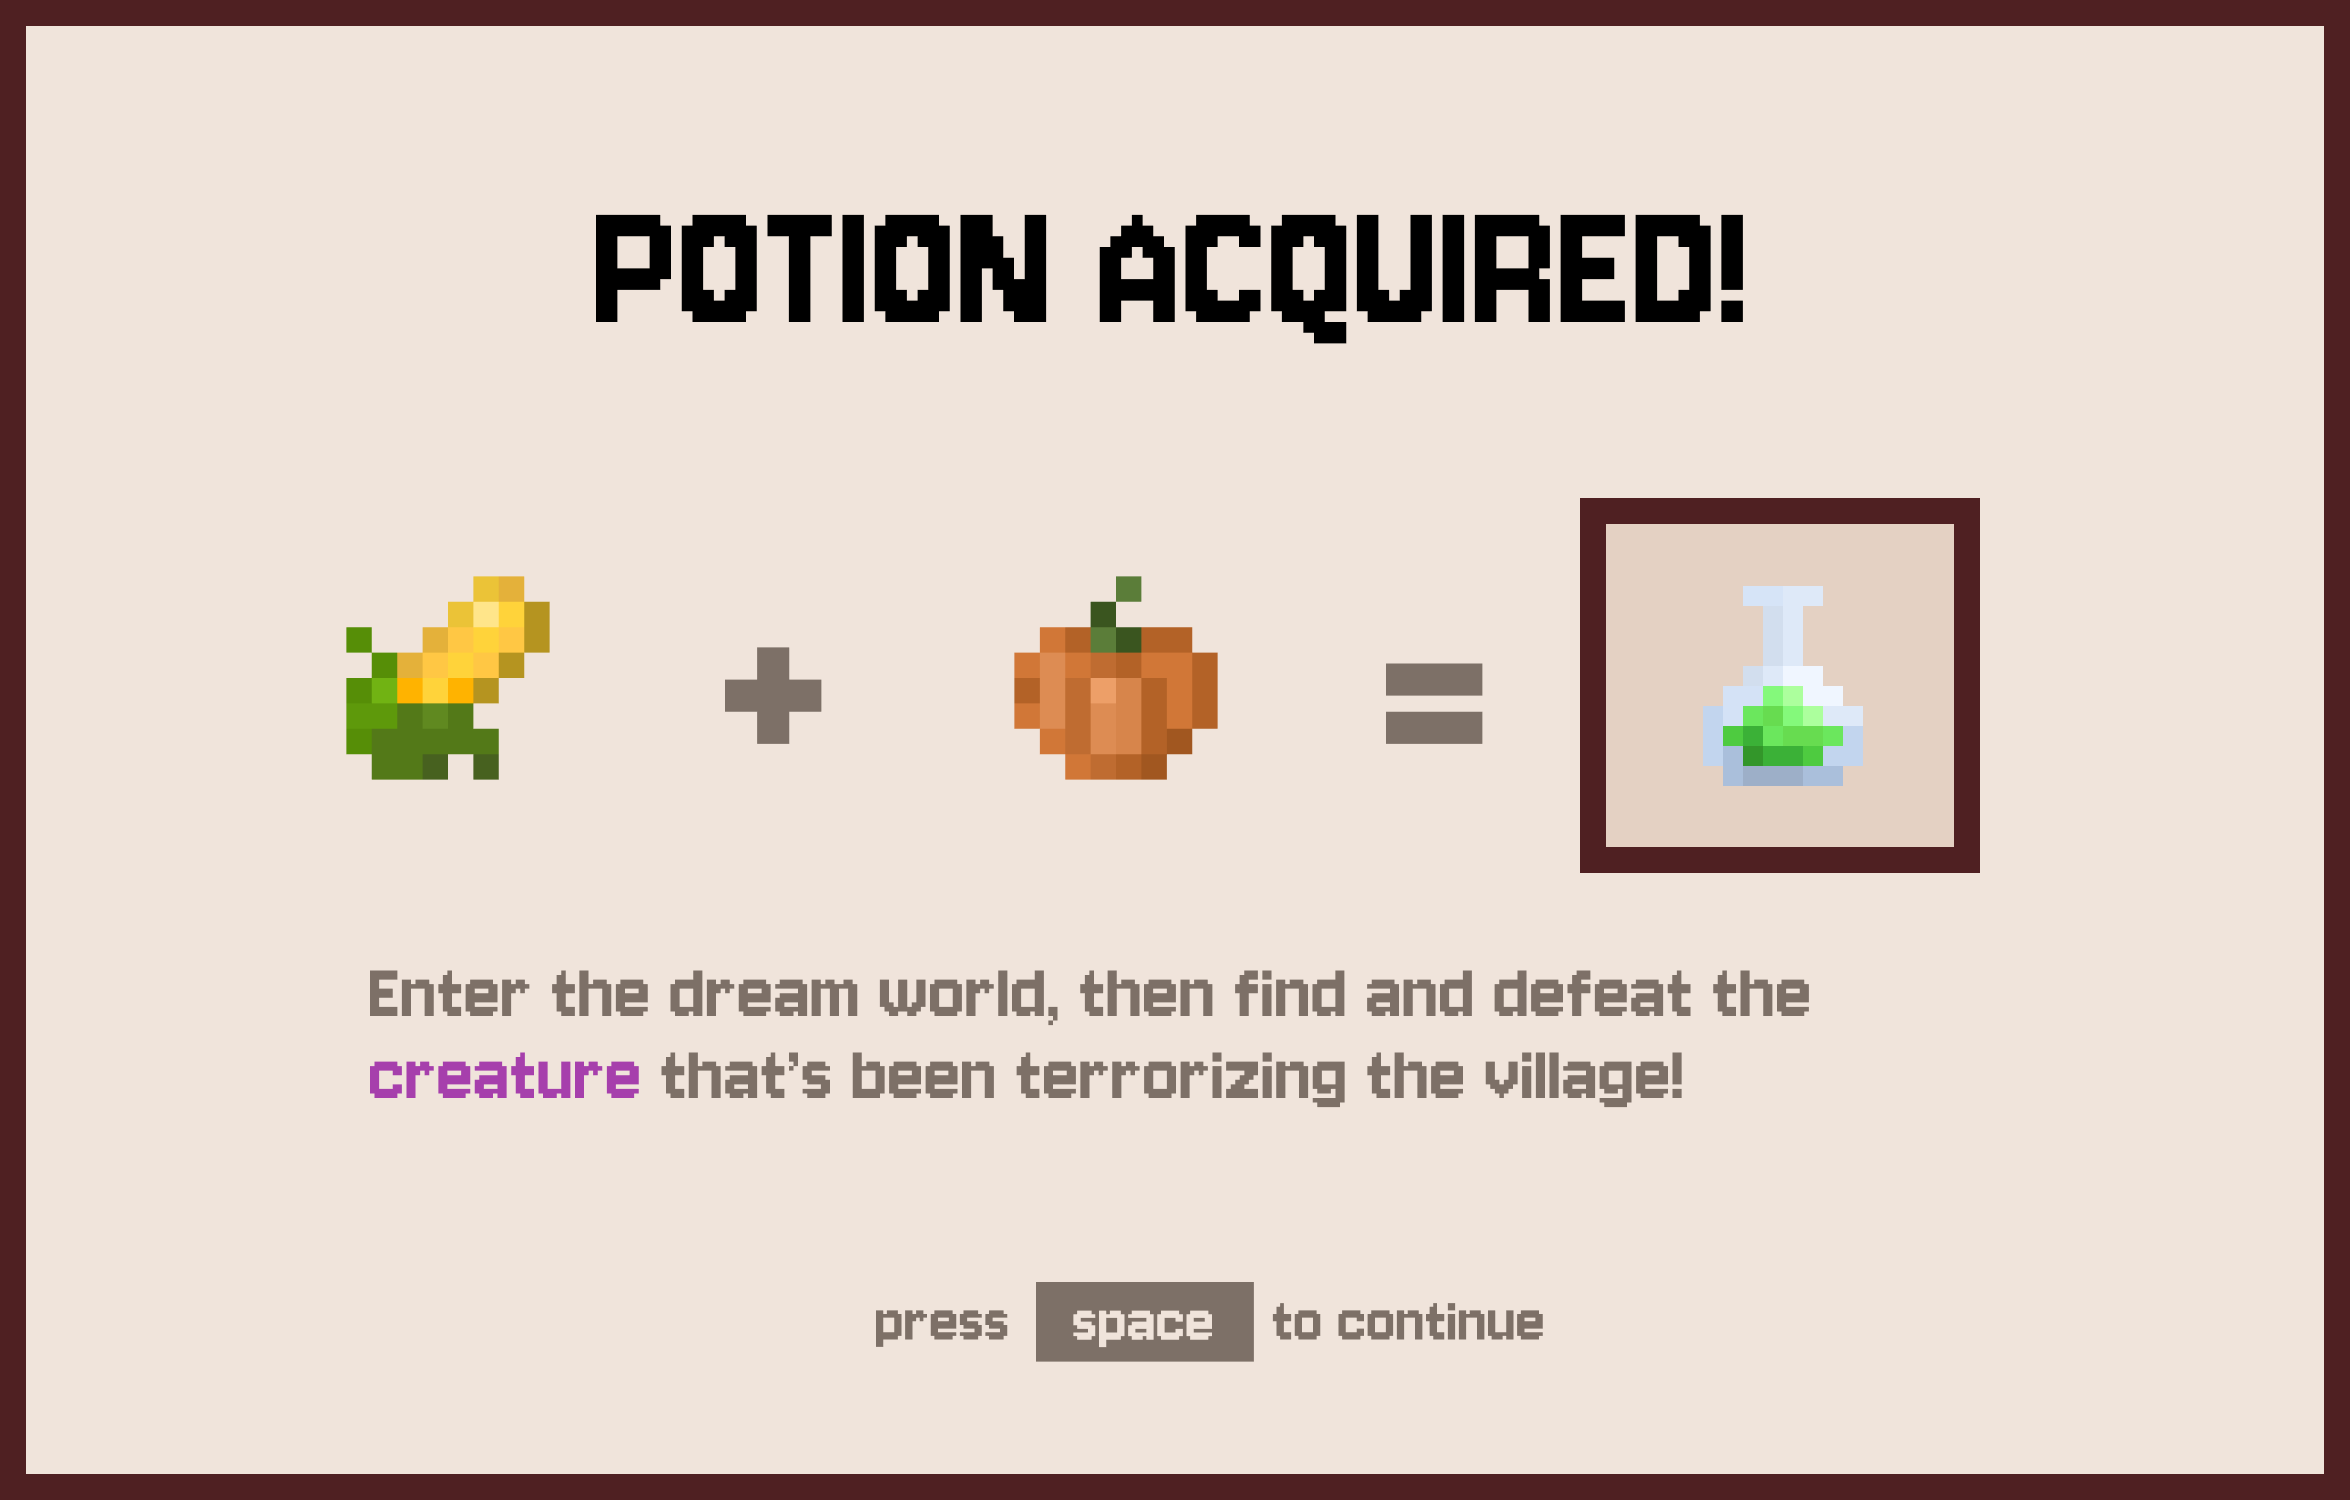 POTION ACQUIRED!
+ =
Enter the dream world, then find and defeat the
creature that's been terrorizing the village!
press space to continue